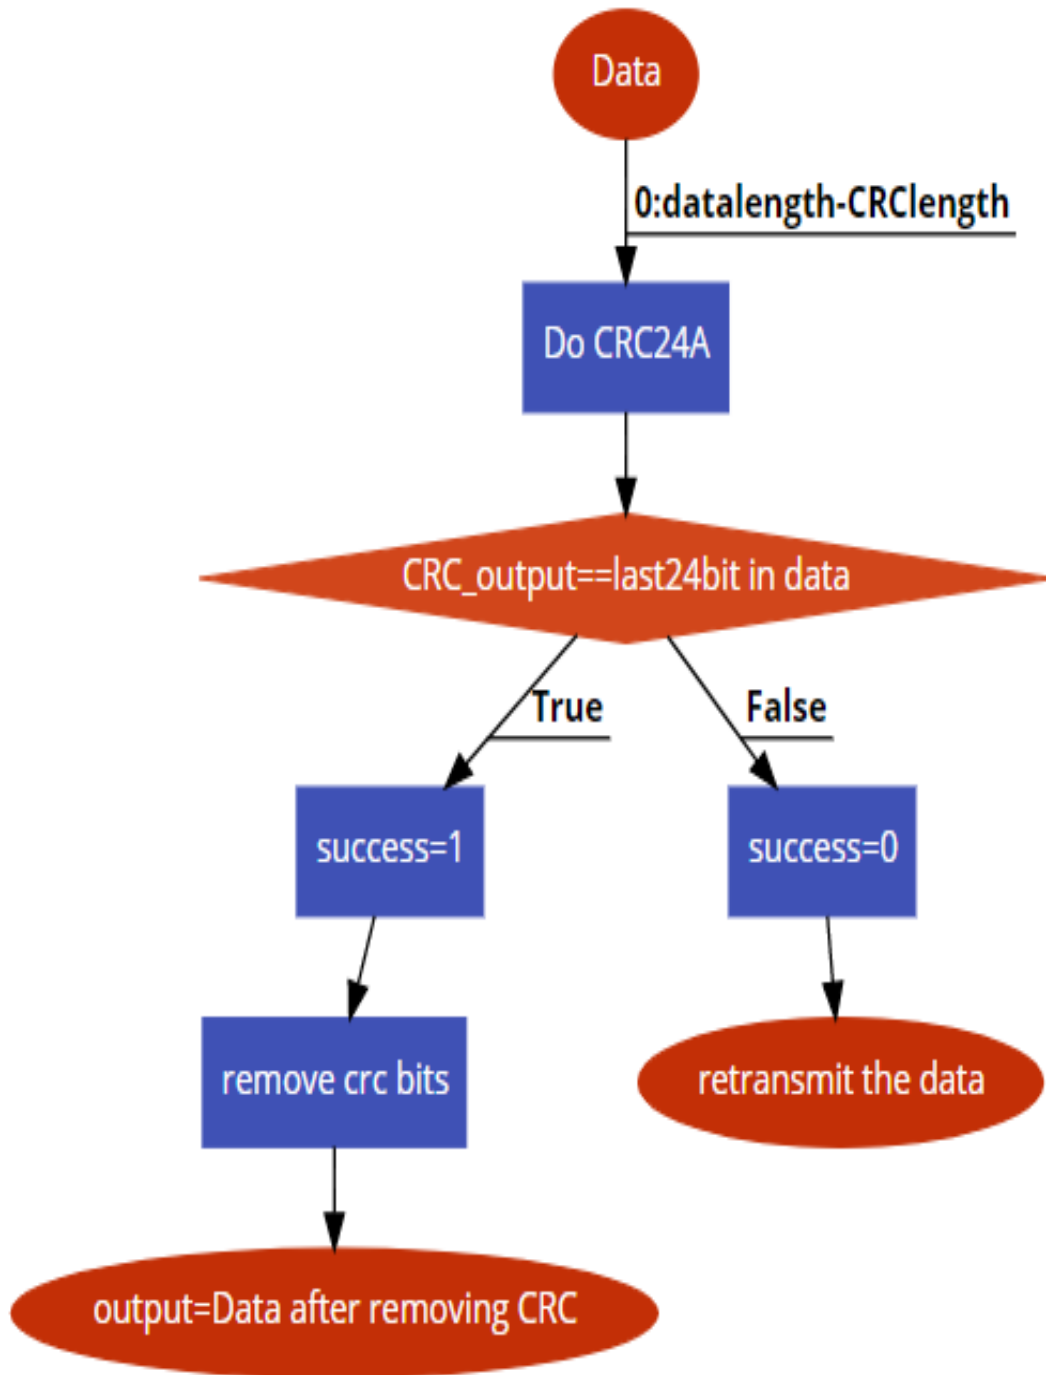 Data
0:datalength-CRClength
Do CRC24A
CRC_output==last24bit in data
True
False
success=1
success=0
remove crc bits
retransmit the data
output=Data after removing CRC